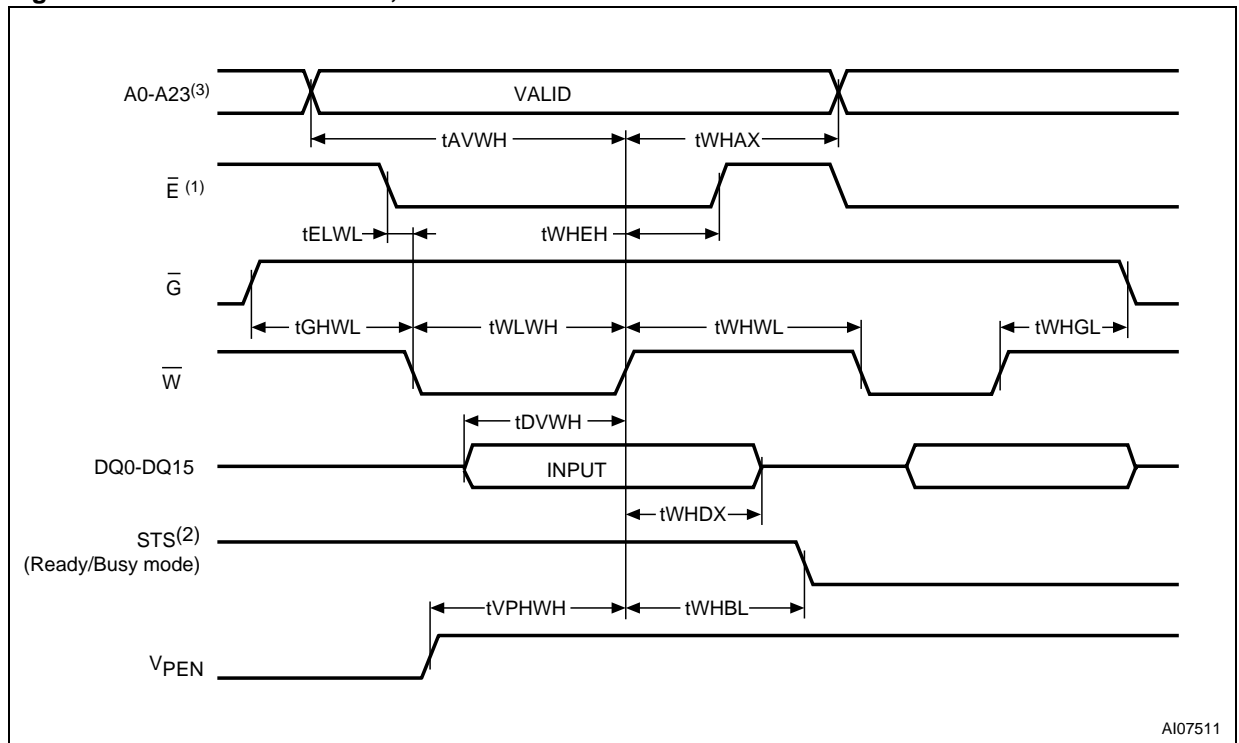 A0-A23(3)
VALID
tAVWH
tWHAX
E̅ (1)
tELWL
tWHEH
G̅
tGHWL
tWLWH
tWHWL
tWHGL
W̅
tDVWH
DQ0-DQ15
INPUT
tWHDX
STS(2)
(Ready/Busy mode)
tVPHWH
tWHBL
VPEN
AI07511